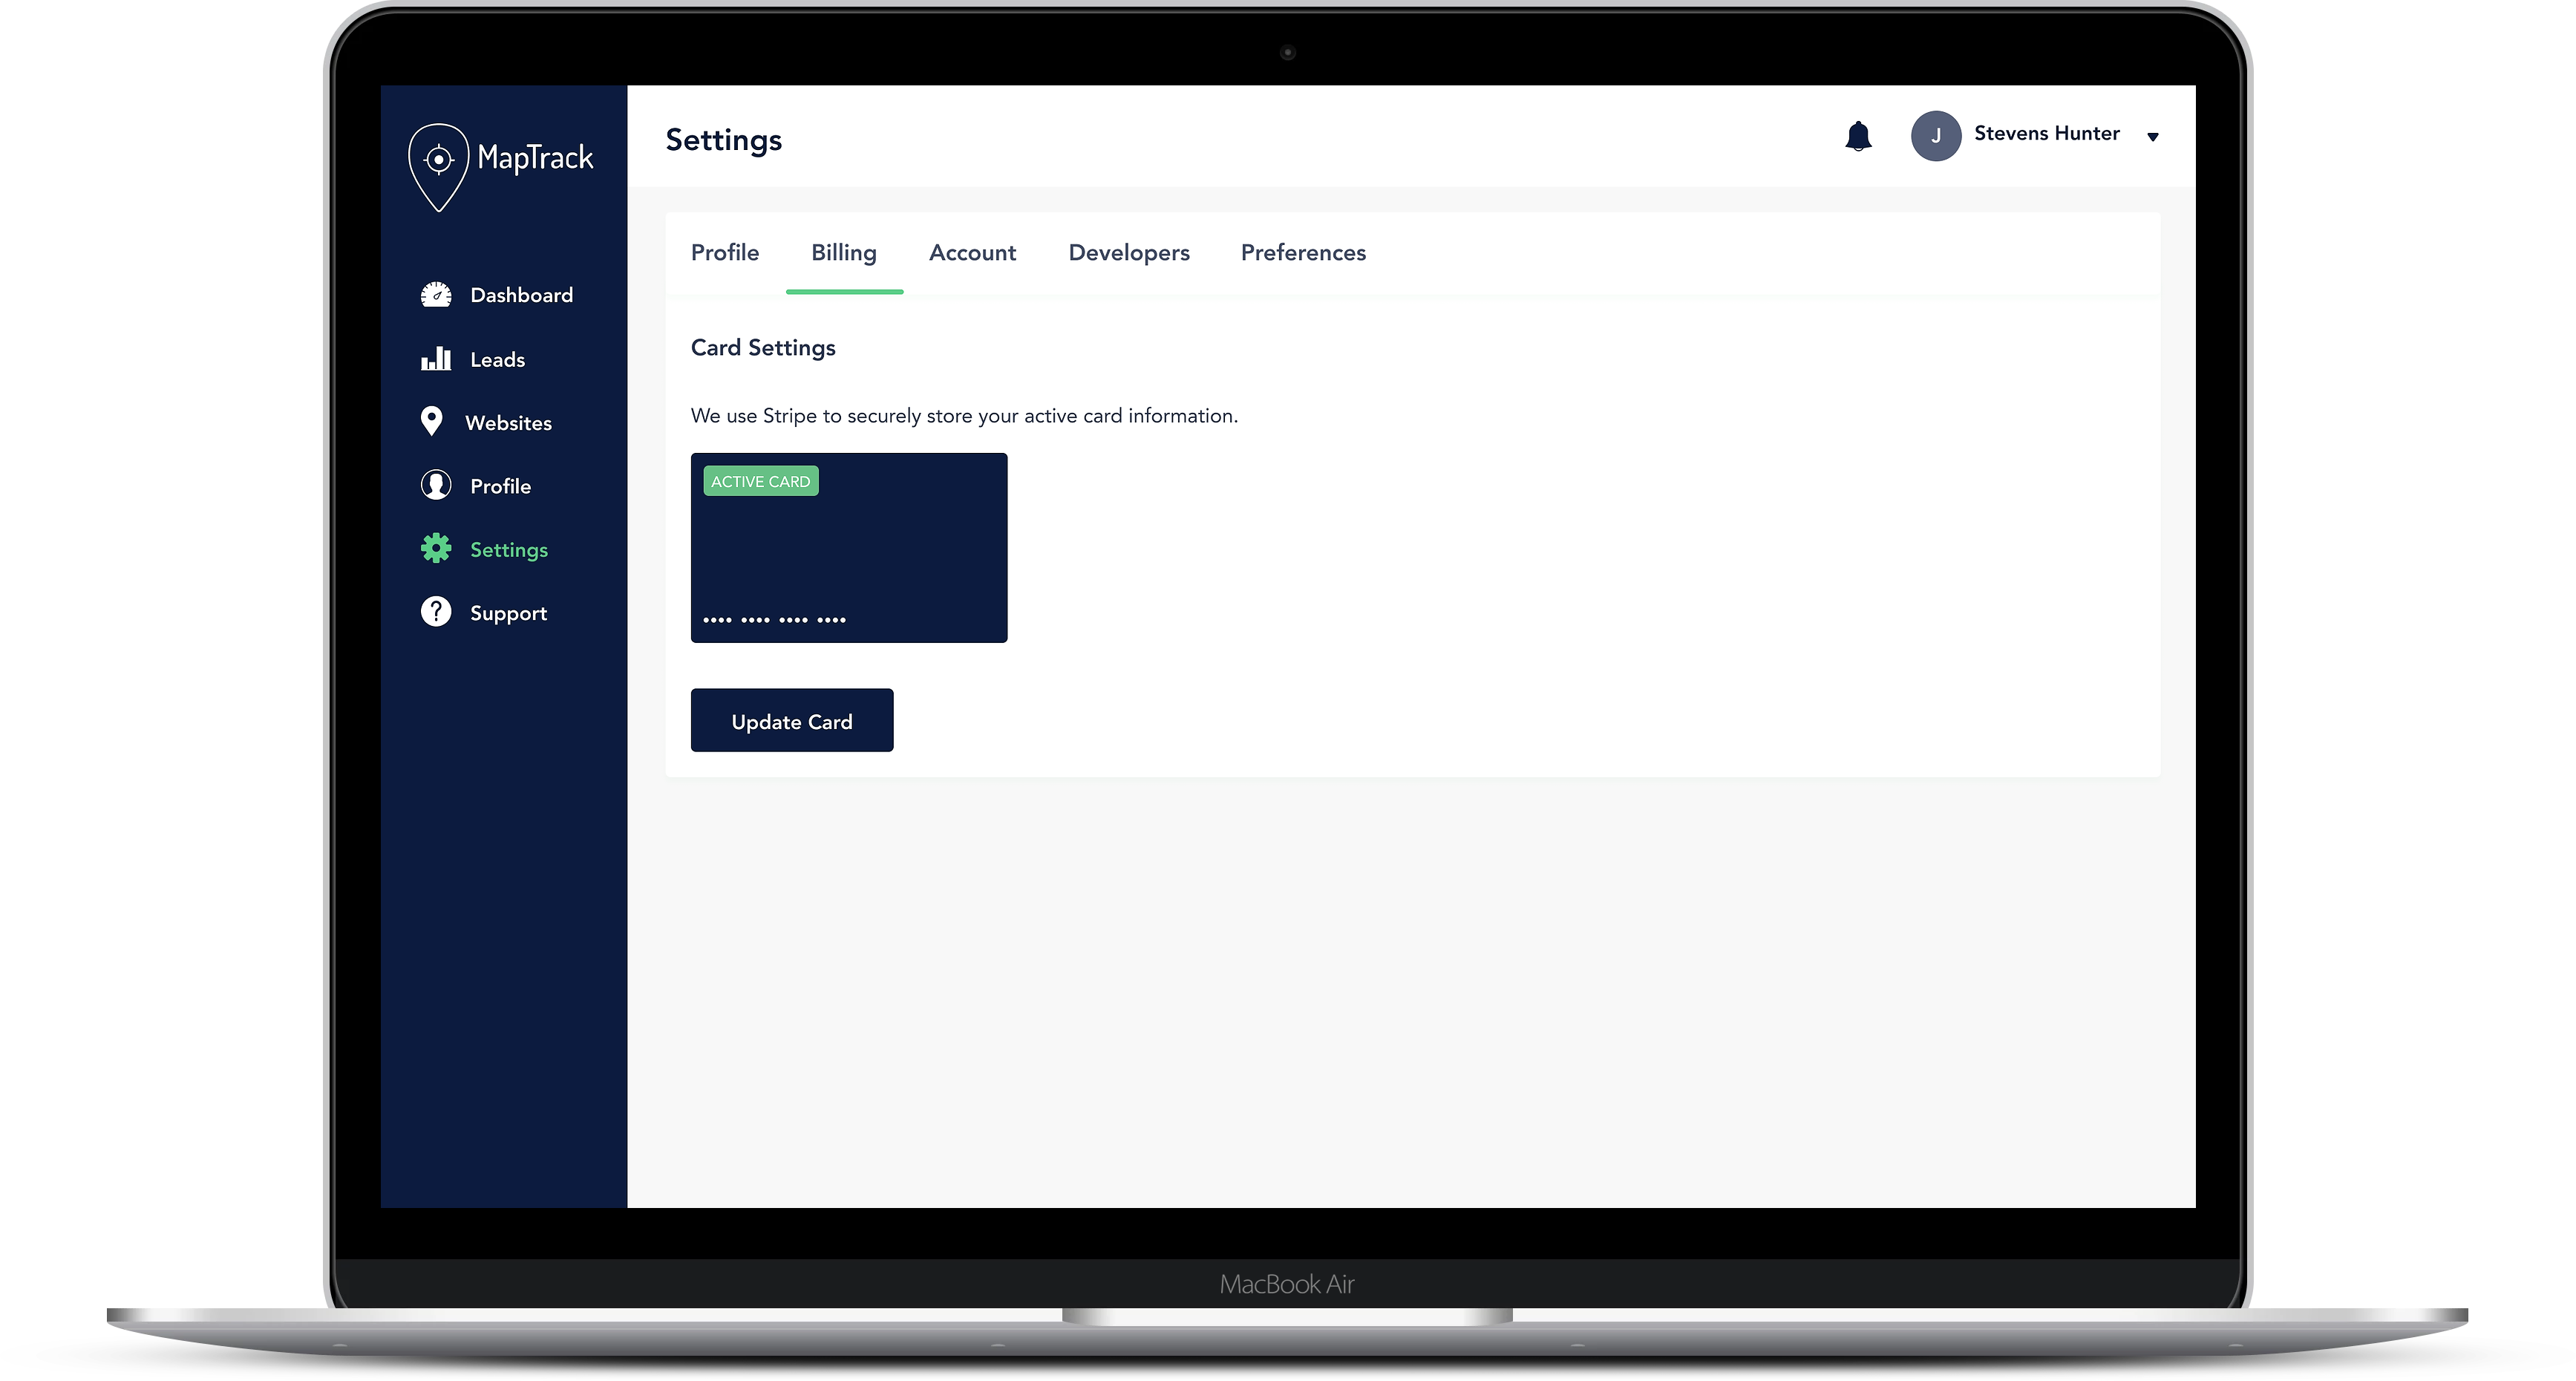 MapTrack
Settings
J
Stevens Hunter
Dashboard
Leads
Websites
Profile
Settings
Support
Profile Billing Account Developers Preferences
Card Settings
We use Stripe to securely store your active card information.
ACTIVE CARD
•••• •••• •••• ••••
Update Card
MacBook Air